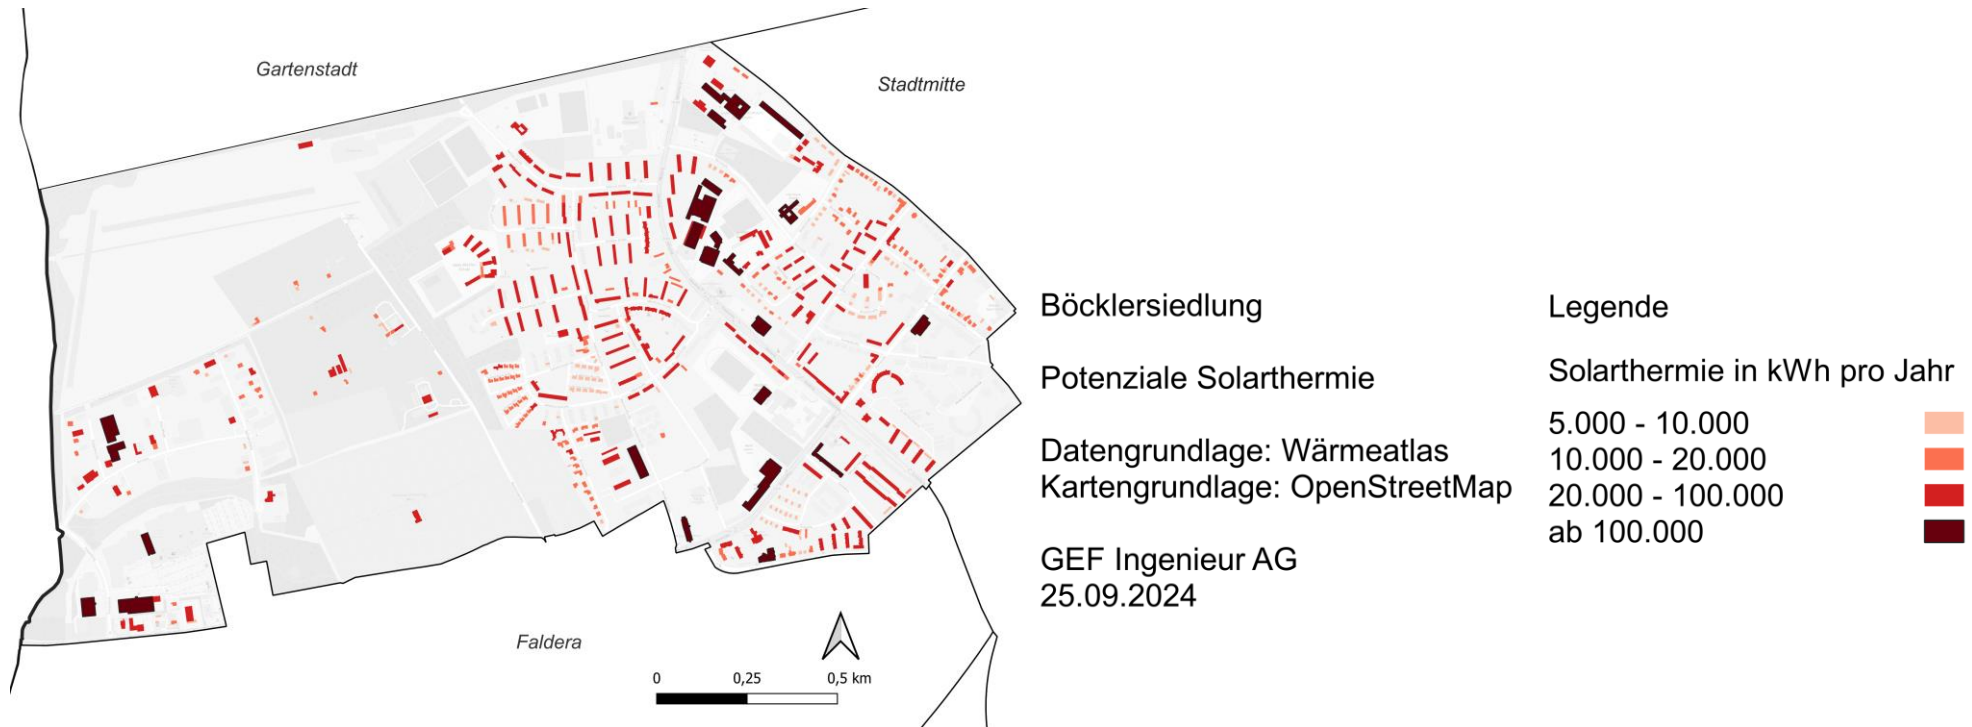 Gartenstadt
Stadtmitte
Faldera
0 0,25 0,5 km
Böcklersiedlung
Potenziale Solarthermie
Datengrundlage: Wärmeatlas
Kartengrundlage: OpenStreetMap
GEF Ingenieur AG
25.09.2024
Legende
Solarthermie in kWh pro Jahr
5.000 - 10.000
10.000 - 20.000
20.000 - 100.000
ab 100.000